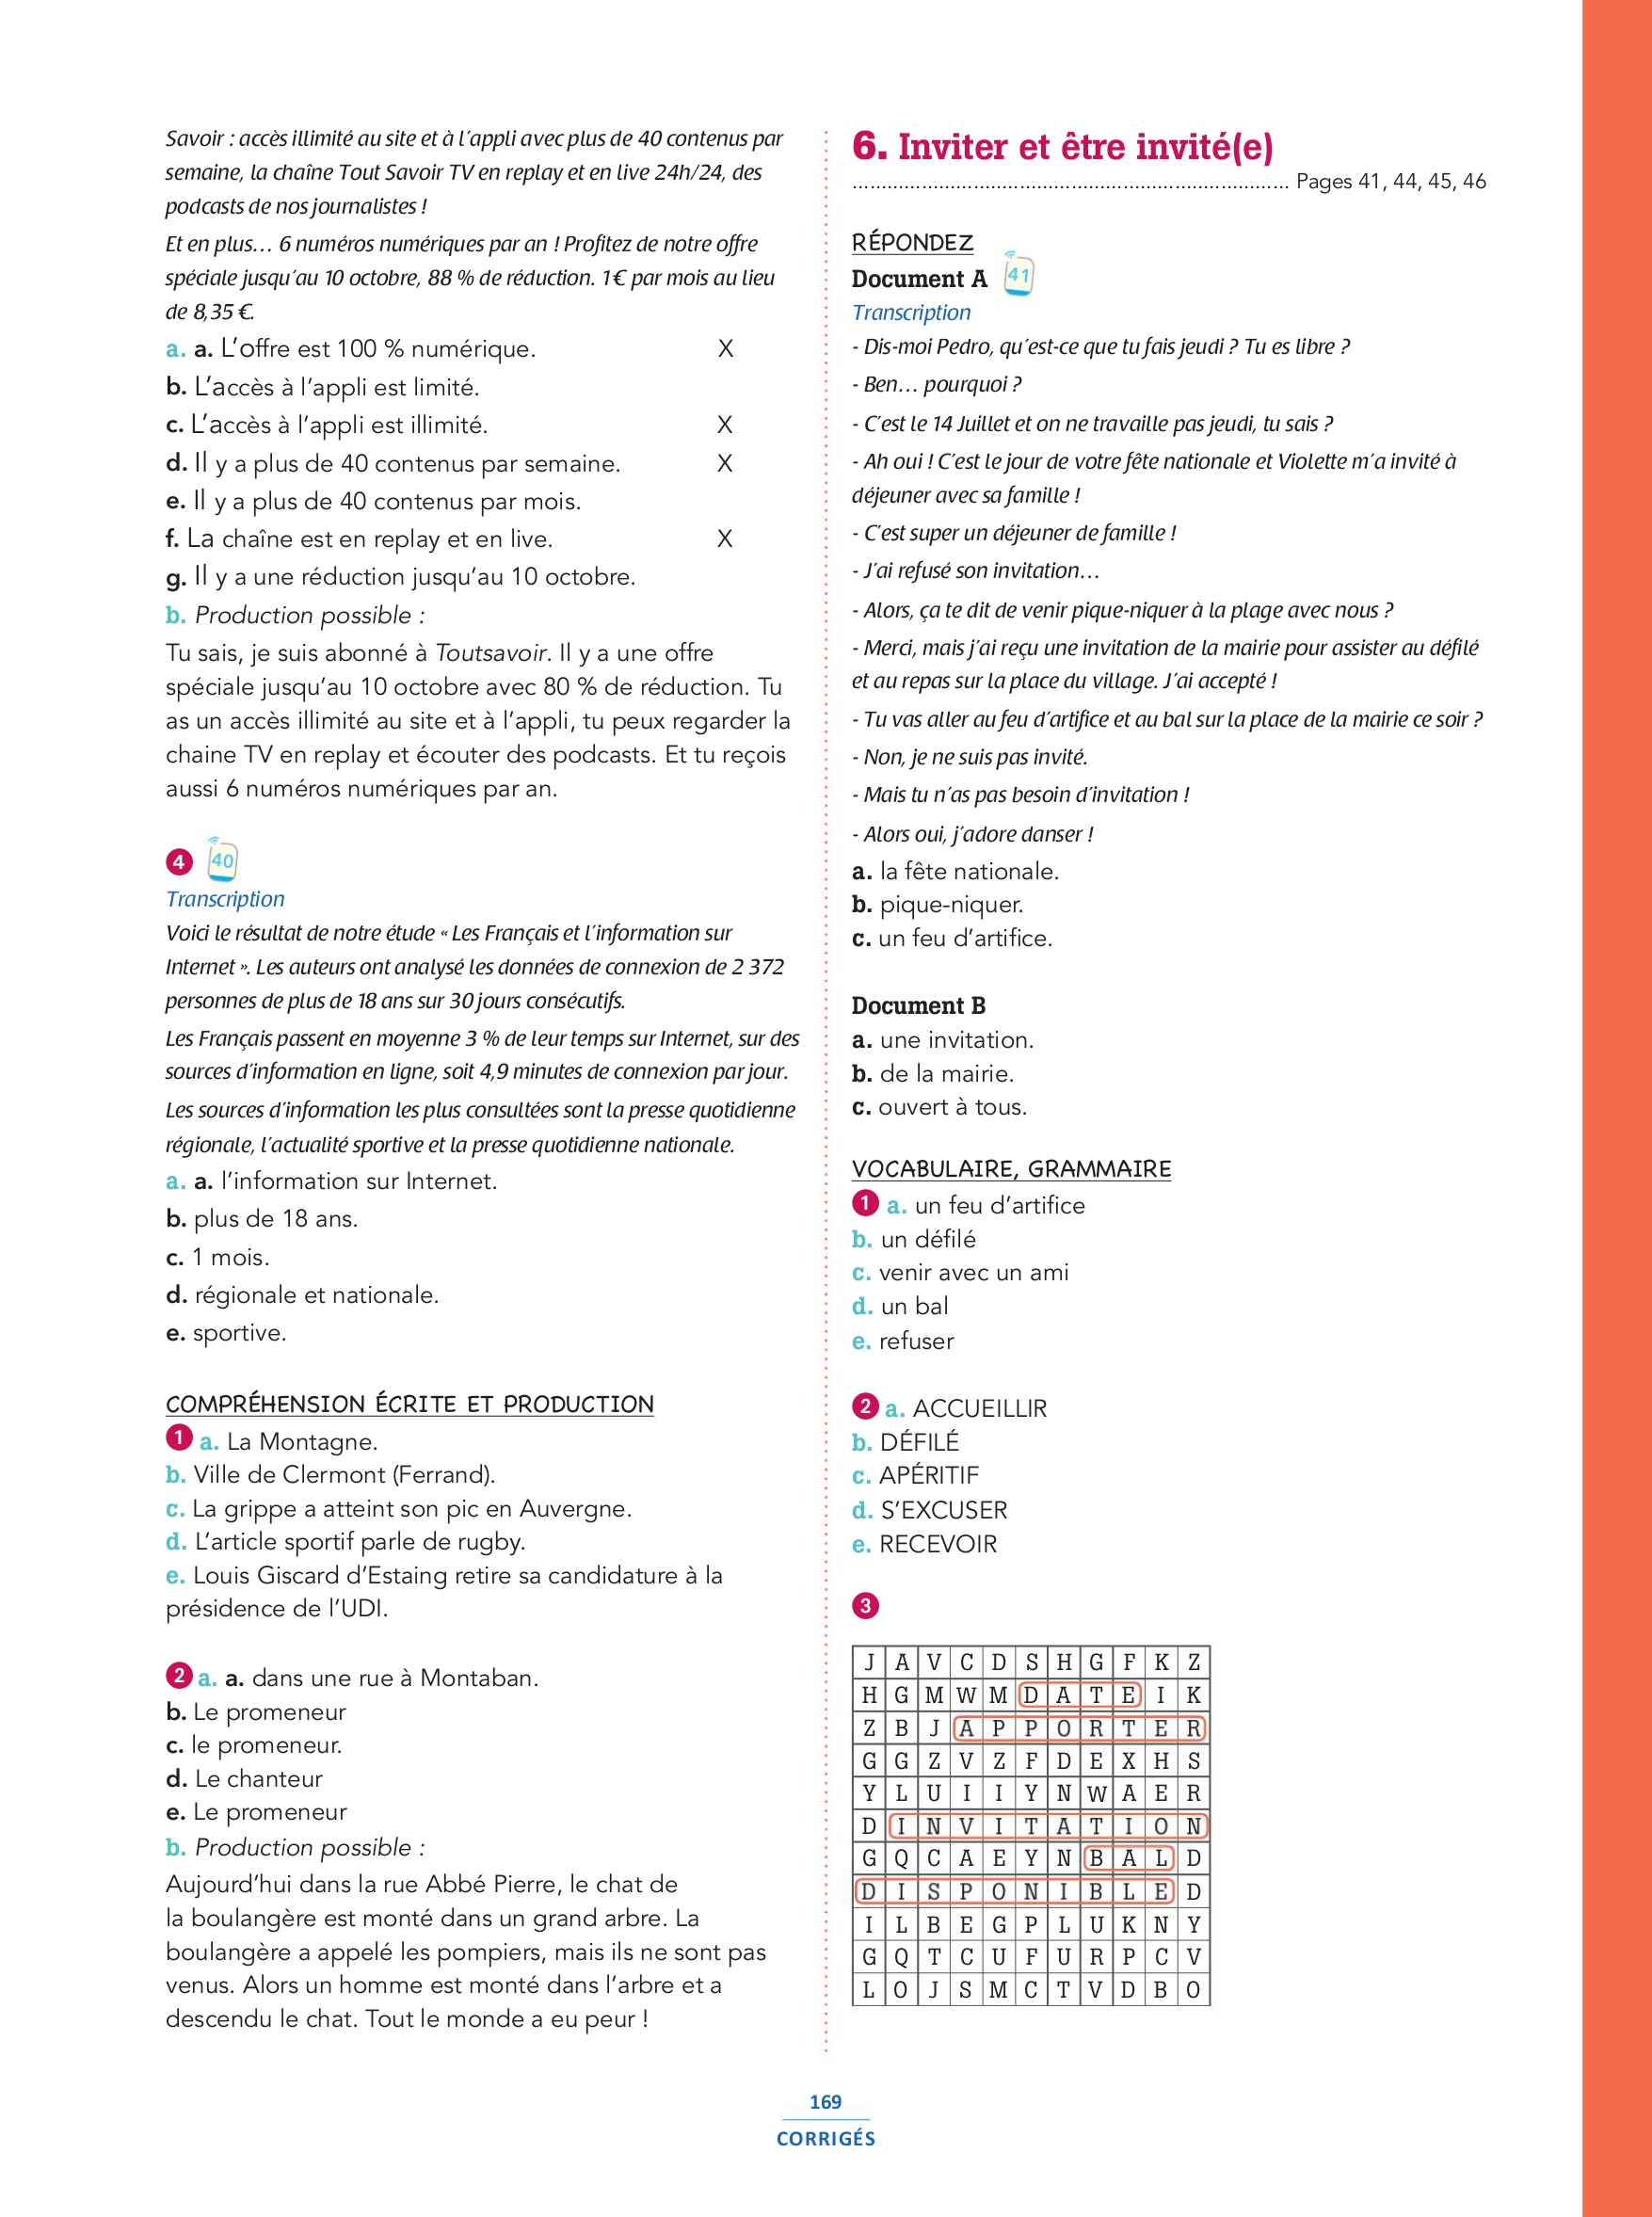 Savoir : accès illimité au site et à l'appli avec plus de 40 contenus par
semaine, la chaîne Tout Savoir TV en replay et en live 24h/24, des
podcasts de nos journalistes !
Et en plus… 6 numéros numériques par an ! Profitez de notre offre
spéciale jusqu'au 10 octobre, 88 % de réduction. 1€ par mois au lieu
de 8,35 €.
a. a. L'offre est 100 % numérique. X
b. L'accès à l'appli est limité.
c. L'accès à l'appli est illimité. X
d. Il y a plus de 40 contenus par semaine. X
e. Il y a plus de 40 contenus par mois.
f. La chaîne est en replay et en live. X
g. Il y a une réduction jusqu'au 10 octobre.
b. Production possible :
Tu sais, je suis abonné à Toutsavoir. Il y a une offre
spéciale jusqu'au 10 octobre avec 80 % de réduction. Tu
as un accès illimité au site et à l'appli, tu peux regarder la
chaine TV en replay et écouter des podcasts. Et tu reçois
aussi 6 numéros numériques par an.
4 40
Transcription
Voici le résultat de notre étude « Les Français et l'information sur
Internet ». Les auteurs ont analysé les données de connexion de 2 372
personnes de plus de 18 ans sur 30 jours consécutifs.
Les Français passent en moyenne 3 % de leur temps sur Internet, sur des
sources d'information en ligne, soit 4,9 minutes de connexion par jour.
Les sources d'information les plus consultées sont la presse quotidienne
régionale, l'actualité sportive et la presse quotidienne nationale.
a. a. l'information sur Internet.
b. plus de 18 ans.
c. 1 mois.
d. régionale et nationale.
e. sportive.
COMPRÉHENSION ÉCRITE ET PRODUCTION
1 a. La Montagne.
b. Ville de Clermont (Ferrand).
c. La grippe a atteint son pic en Auvergne.
d. L'article sportif parle de rugby.
e. Louis Giscard d'Estaing retire sa candidature à la
présidence de l'UDI.
2 a. a. dans une rue à Montaban.
b. Le promeneur
c. le promeneur.
d. Le chanteur
e. Le promeneur
b. Production possible :
Aujourd'hui dans la rue Abbé Pierre, le chat de
la boulangère est monté dans un grand arbre. La
boulangère a appelé les pompiers, mais ils ne sont pas
venus. Alors un homme est monté dans l'arbre et a
descendu le chat. Tout le monde a eu peur !
6. Inviter et être invité(e)
........................................................................... Pages 41, 44, 45, 46
RÉPONDEZ
Document A 41
Transcription
- Dis-moi Pedro, qu'est-ce que tu fais jeudi ? Tu es libre ?
- Ben… pourquoi ?
- C'est le 14 Juillet et on ne travaille pas jeudi, tu sais ?
- Ah oui ! C'est le jour de votre fête nationale et Violette m'a invité à
déjeuner avec sa famille !
- C'est super un déjeuner de famille !
- J'ai refusé son invitation…
- Alors, ça te dit de venir pique-niquer à la plage avec nous ?
- Merci, mais j'ai reçu une invitation de la mairie pour assister au défilé
et au repas sur la place du village. J'ai accepté !
- Tu vas aller au feu d'artifice et au bal sur la place de la mairie ce soir ?
- Non, je ne suis pas invité.
- Mais tu n'as pas besoin d'invitation !
- Alors oui, j'adore danser !
a. la fête nationale.
b. pique-niquer.
c. un feu d'artifice.
Document B
a. une invitation.
b. de la mairie.
c. ouvert à tous.
VOCABULAIRE, GRAMMAIRE
1 a. un feu d'artifice
b. un défilé
c. venir avec un ami
d. un bal
e. refuser
2 a. ACCUEILLIR
b. DÉFILÉ
c. APÉRITIF
d. S'EXCUSER
e. RECEVOIR
3
J A V C D S H G F K Z
H G M W M D A T E I K
Z B J A P P O R T E R
G G Z V Z F D E X H S
Y L U I I Y N W A E R
D I N V I T A T I O N
G Q C A E Y N B A L D
D I S P O N I B L E D
I L B E G P L U K N Y
G Q T C U F U R P C V
L O J S M C T V D B O
169
CORRIGÉS